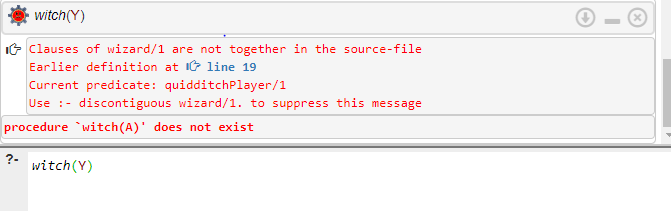 witch(Y)
Clauses of wizard/1 are not together in the source-file
Earlier definition at line 19
Current predicate: quidditchPlayer/1
Use :- discontiguous wizard/1. to suppress this message
procedure `witch(A)' does not exist
?- witch(Y)